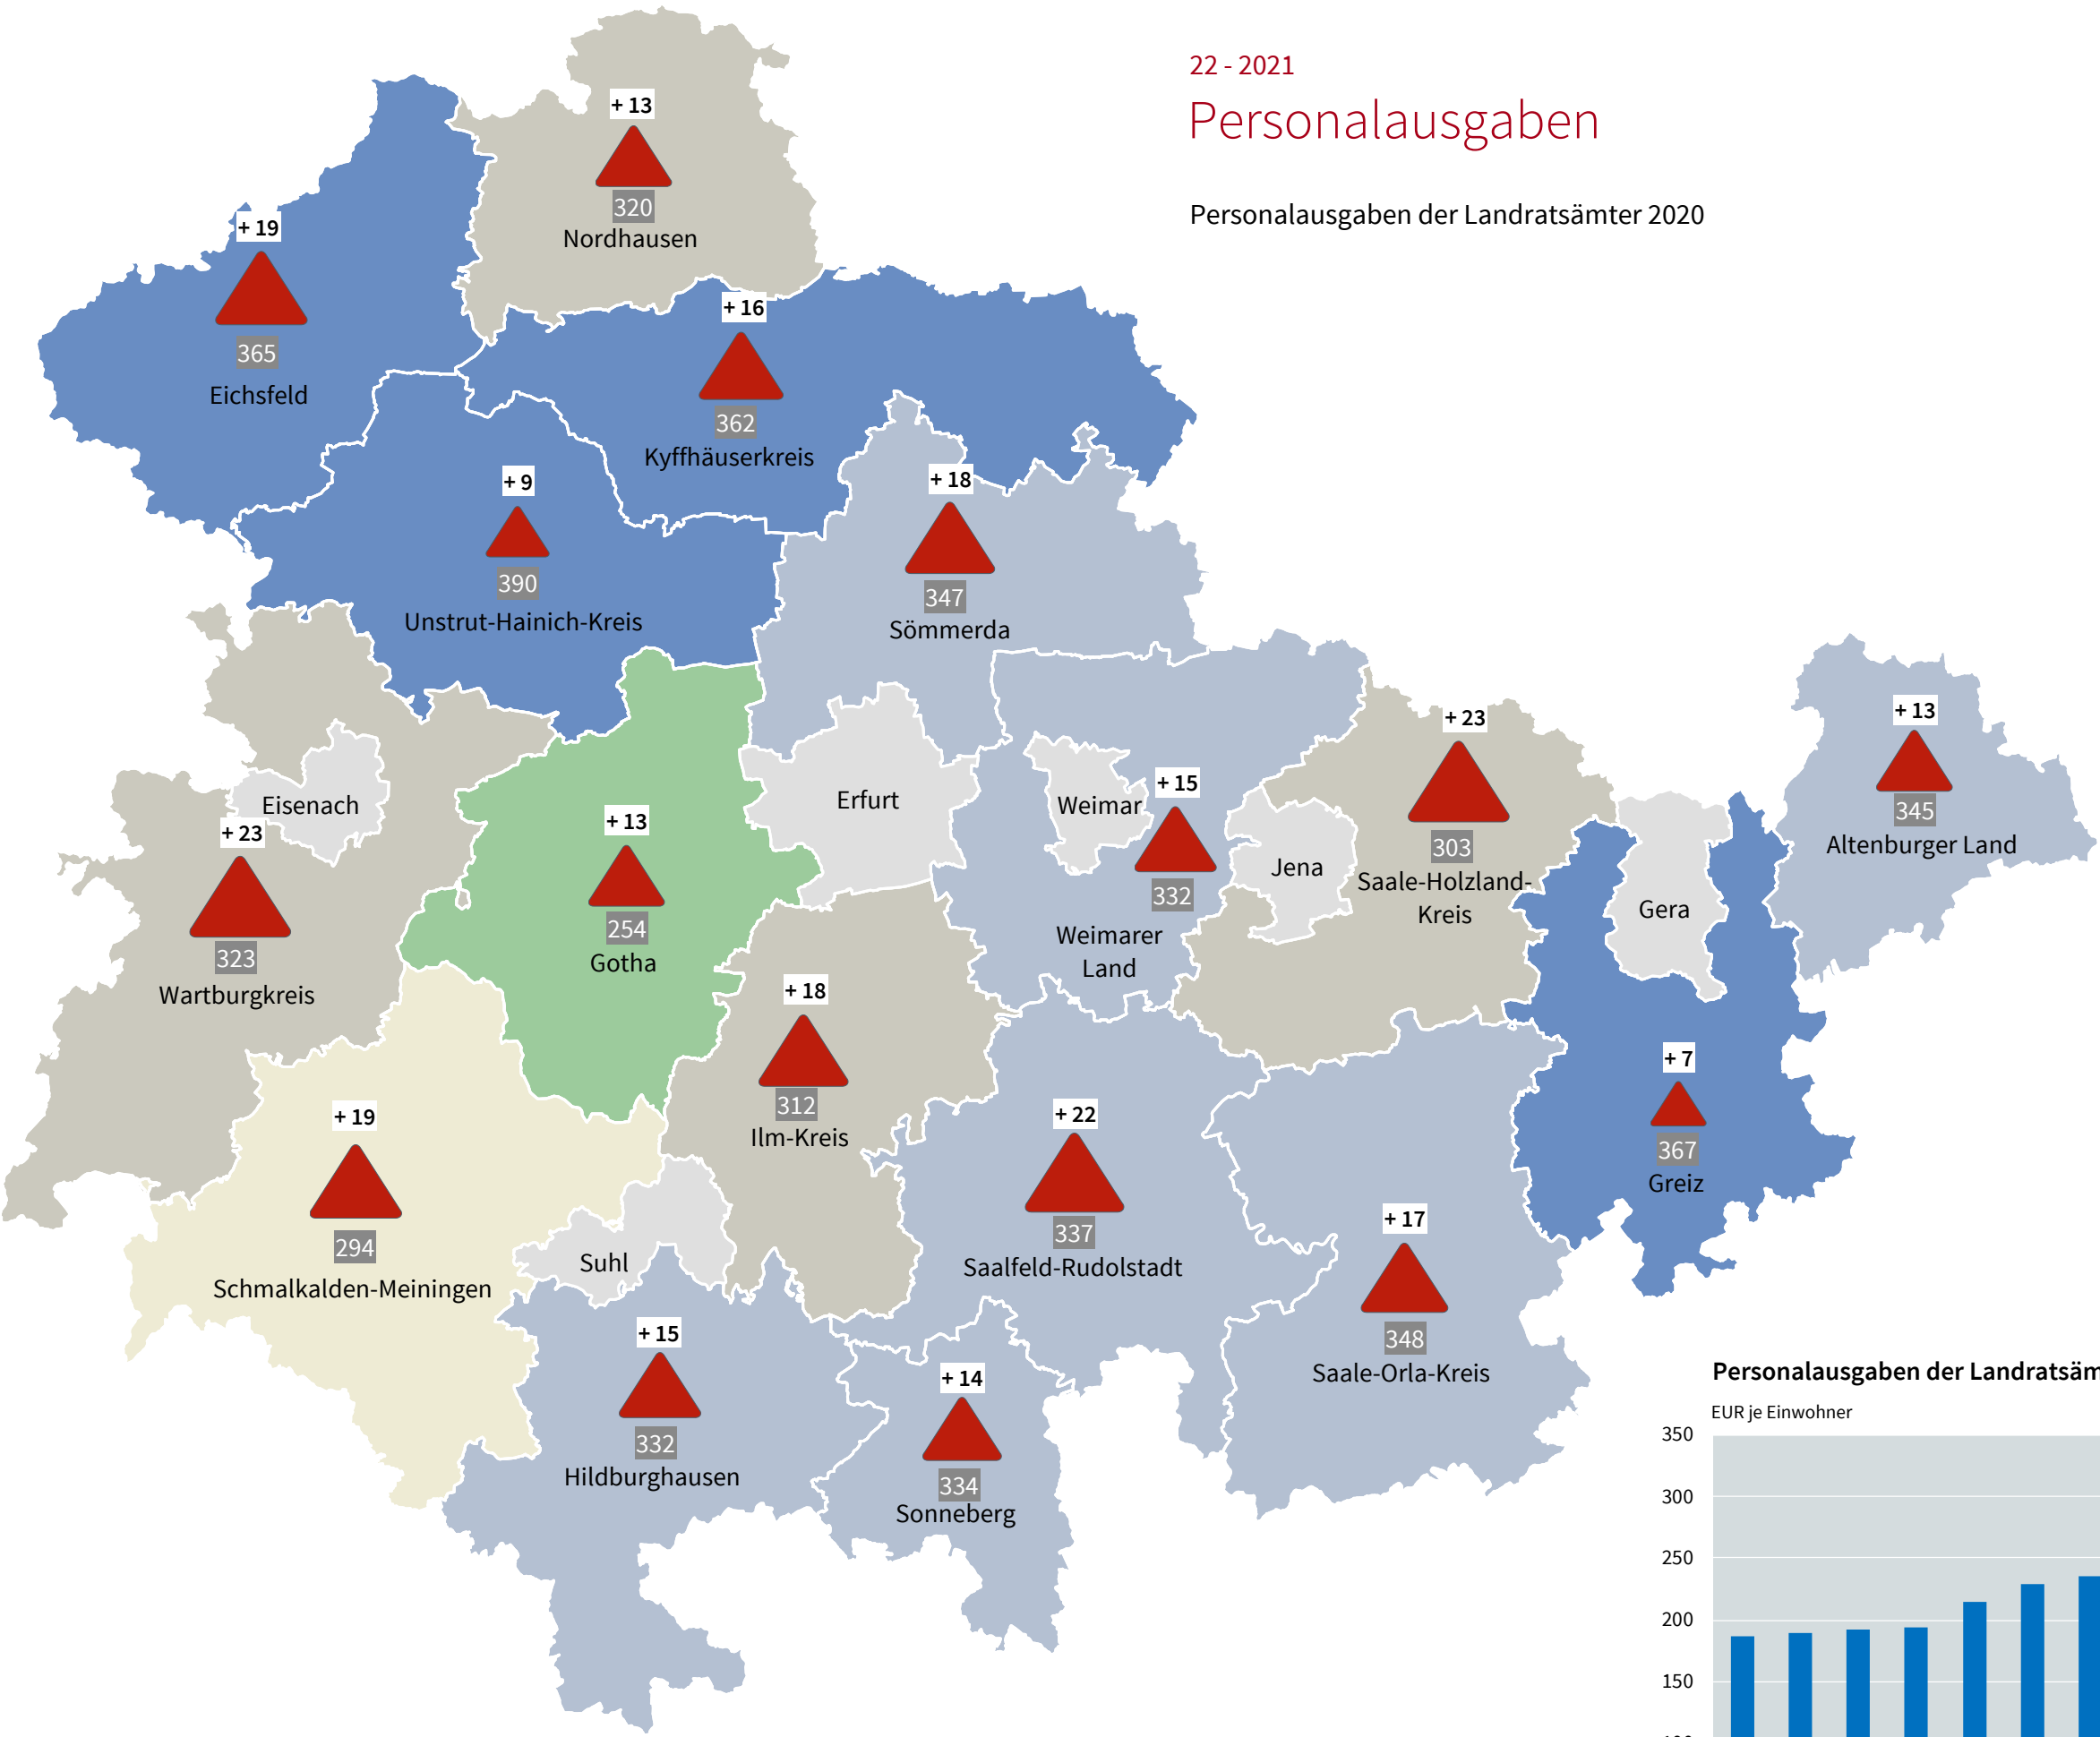 22 - 2021
Personalausgaben
Personalausgaben der Landratsämter 2020
+ 13
320
Nordhausen
+ 19
365
Eichsfeld
+ 16
362
Kyffhäuserkreis
+ 9
390
Unstrut-Hainich-Kreis
+ 18
347
Sömmerda
+ 13
345
Altenburger Land
+ 23
303
Saale-Holzland-
Kreis
Eisenach
+ 23
323
Wartburgkreis
+ 13
254
Gotha
Erfurt
Weimar
+ 15
332
Weimarer
Land
Jena
Gera
+ 18
312
Ilm-Kreis
+ 7
367
Greiz
+ 19
294
Schmalkalden-Meiningen
Suhl
+ 22
337
Saalfeld-Rudolstadt
+ 17
348
Saale-Orla-Kreis
+ 15
332
Hildburghausen
+ 14
334
Sonneberg
Personalausgaben der Landratsäm
EUR je Einwohner
350
300
250
200
150